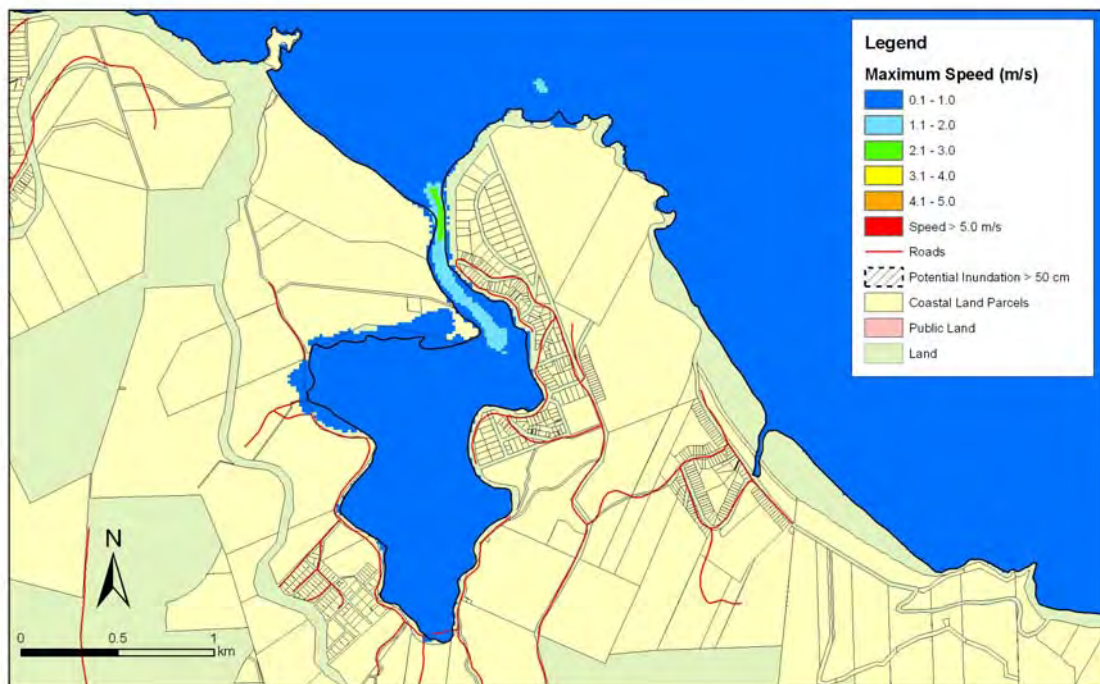 Legend
Maximum Speed (m/s)
0.1 - 1.0
1.1 - 2.0
2.1 - 3.0
3.1 - 4.0
4.1 - 5.0
Speed > 5.0 m/s
Roads
Potential Inundation > 50 cm
Coastal Land Parcels
Public Land
Land
N
0 0.5 1
km